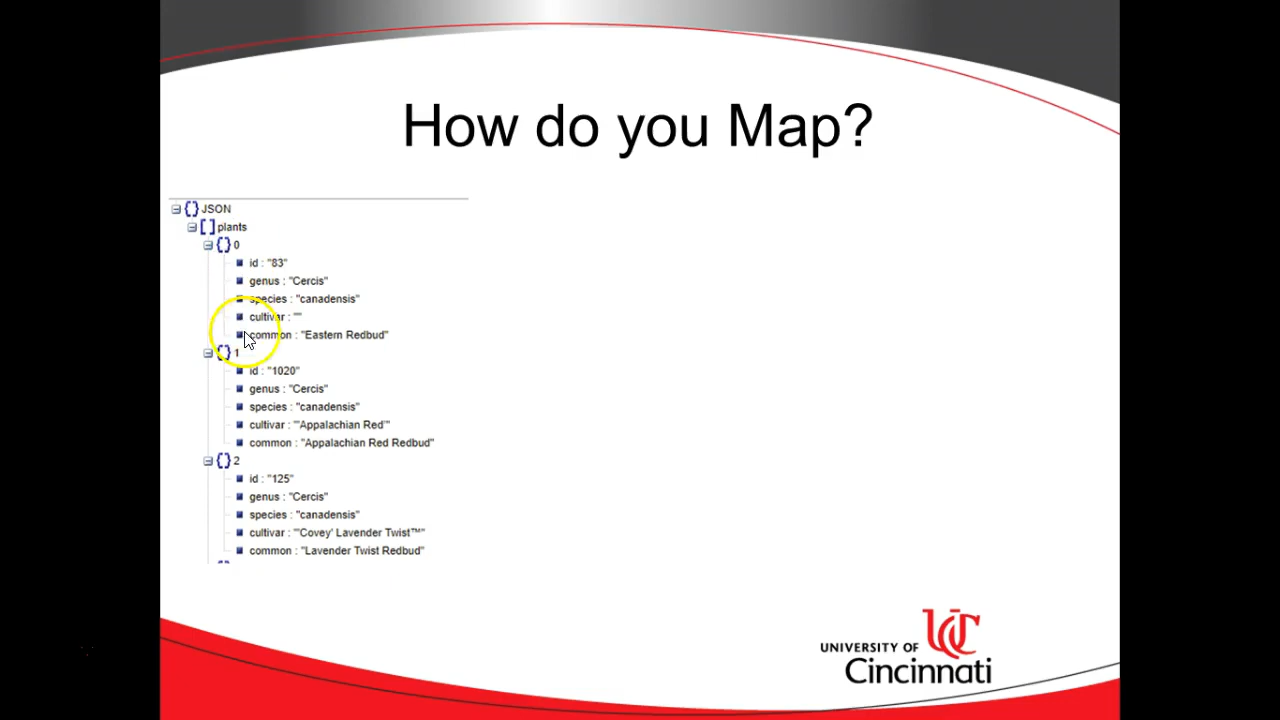 How do you Map?
JSON
plants
0
id : "83"
genus : "Cercis"
species : "canadensis"
cultivar : ""
common : "Eastern Redbud"
1
id : "1020"
genus : "Cercis"
species : "canadensis"
cultivar : "'Appalachian Red'"
common : "Appalachian Red Redbud"
2
id : "125"
genus : "Cercis"
species : "canadensis"
cultivar : "'Covey' Lavender Twist™"
common : "Lavender Twist Redbud"
UC
UNIVERSITY OF
Cincinnati